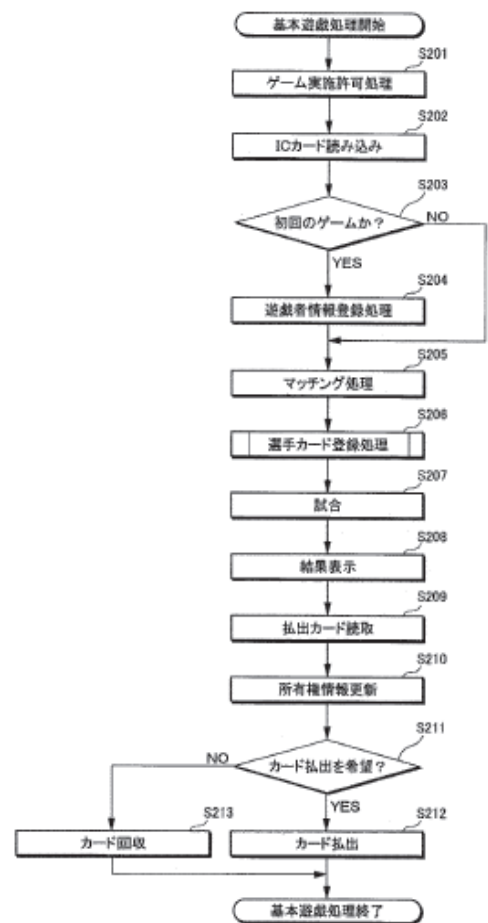 基本遊戯処理開始
S201
ゲーム実施許可処理
S202
ICカード読み込み
S203
初回のゲームか？
NO
YES
S204
遊戯者情報登録処理
S205
マッチング処理
S206
選手カード登録処理
S207
試合
S208
結果表示
S209
払出カード読取
S210
所有権情報更新
S211
カード払出を希望？
NO
YES
S213
カード回収
S212
カード払出
基本遊戯処理終了